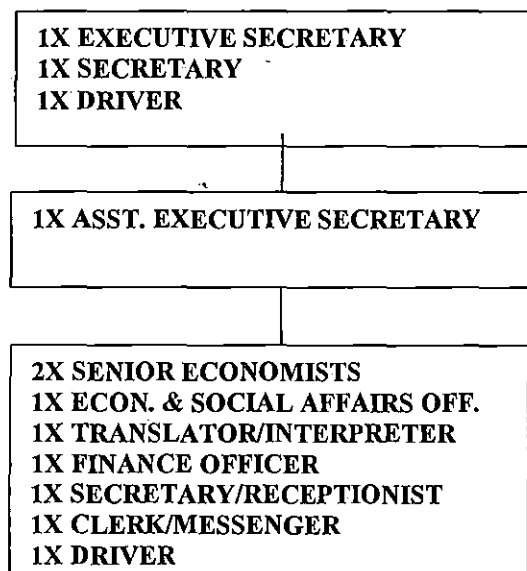 1X EXECUTIVE SECRETARY
1X SECRETARY
1X DRIVER
1X ASST. EXECUTIVE SECRETARY
2X SENIOR ECONOMISTS
1X ECON. & SOCIAL AFFAIRS OFF.
1X TRANSLATOR/INTERPRETER
1X FINANCE OFFICER
1X SECRETARY/RECEPTIONIST
1X CLERK/MESSENGER
1X DRIVER